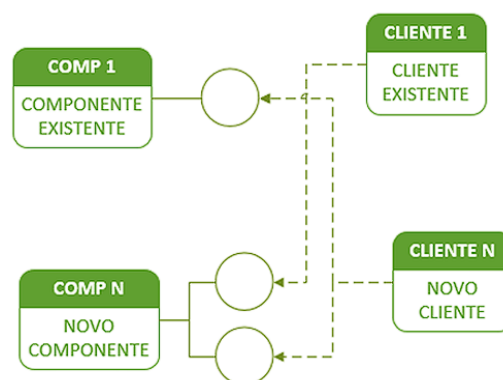 COMP 1
COMPONENTE
EXISTENTE
CLIENTE 1
CLIENTE
EXISTENTE
COMP N
NOVO
COMPONENTE
CLIENTE N
NOVO
CLIENTE